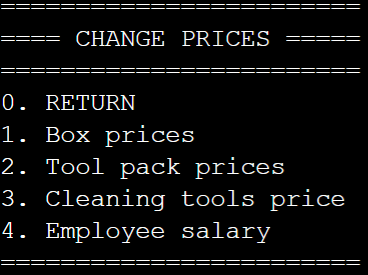 ========================
==== CHANGE PRICES =====
========================
0. RETURN
1. Box prices
2. Tool pack prices
3. Cleaning tools price
4. Employee salary
========================